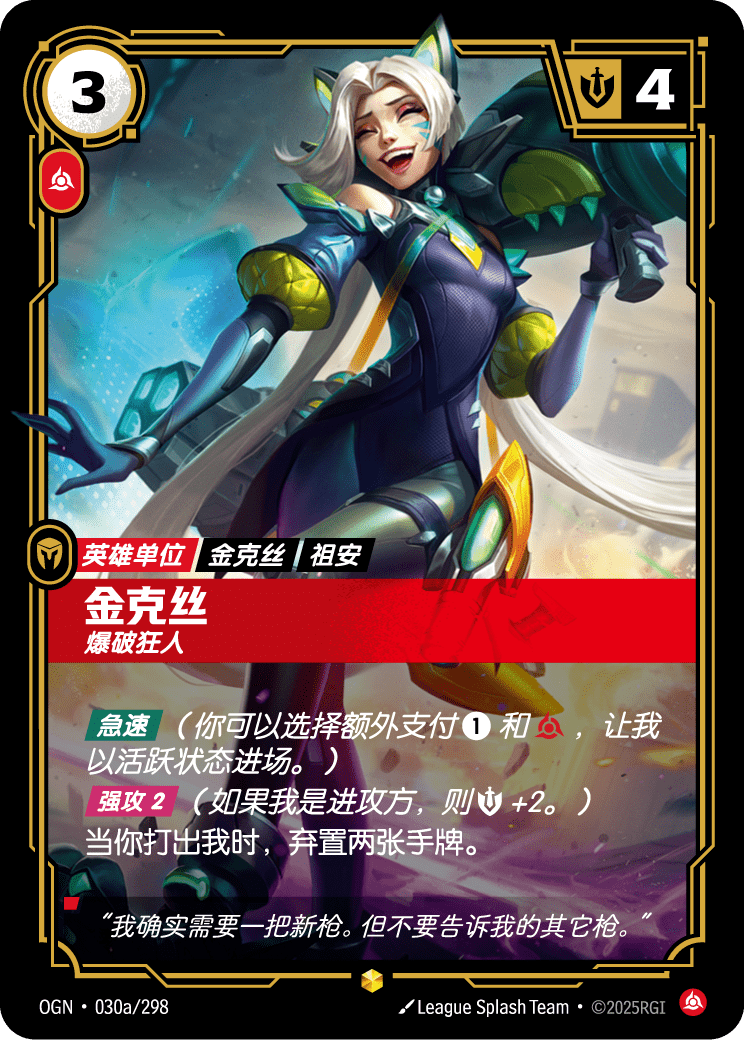 3
4
英雄单位 金克丝 祖安
金克丝
爆破狂人
急速（你可以选择额外支付1和，让我
以活跃状态进场。）
强攻 2（如果我是进攻方，则+2。）
当你打出我时，弃置两张手牌。
“我确实需要一把新枪。但不要告诉我的其它枪。”
OGN • 030a/298 League Splash Team • ©2025RGI